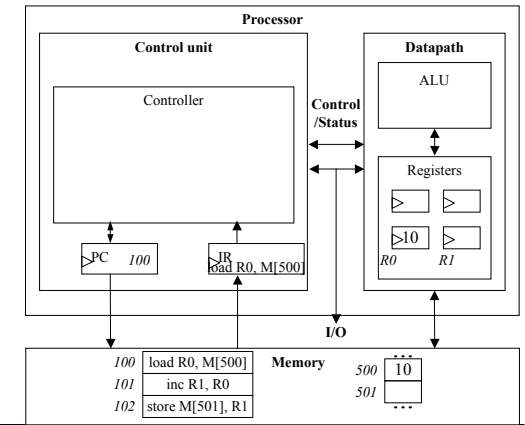 Processor
Control unit
Datapath
Controller
Control
/Status
ALU
Registers
10
R0 R1
PC 100
IR
load R0, M[500]
I/O
Memory
100 load R0, M[500]
101 inc R1, R0
102 store M[501], R1
...
500 10
501
...